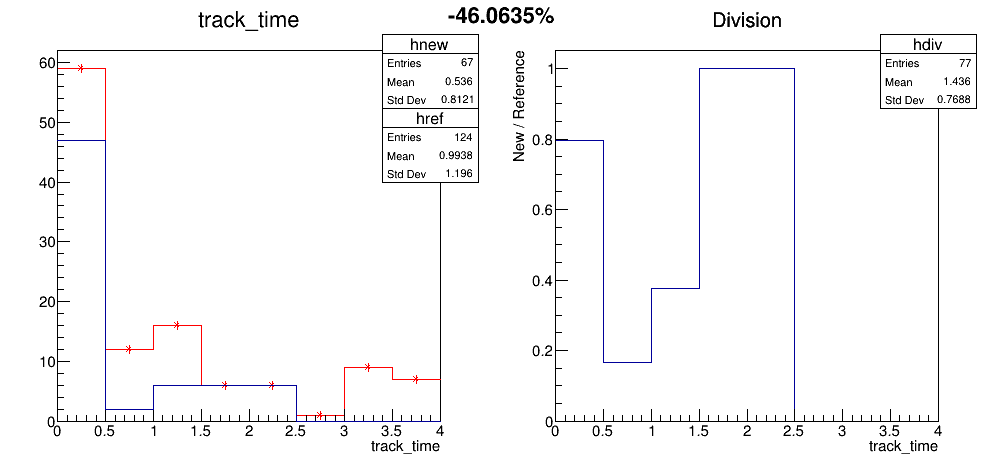 track_time
-46.0635%
Division
hnew
Entries 67
Mean 0.536
Std Dev 0.8121
href
Entries 124
Mean 0.9938
Std Dev 1.196
60
50
40
30
20
10
0
0 0.5 1 1.5 2 2.5 3 3.5 4
track_time
hdiv
Entries 77
Mean 1.436
Std Dev 0.7688
New / Reference
1
0.8
0.6
0.4
0.2
0
0 0.5 1 1.5 2 2.5 3 3.5 4
track_time